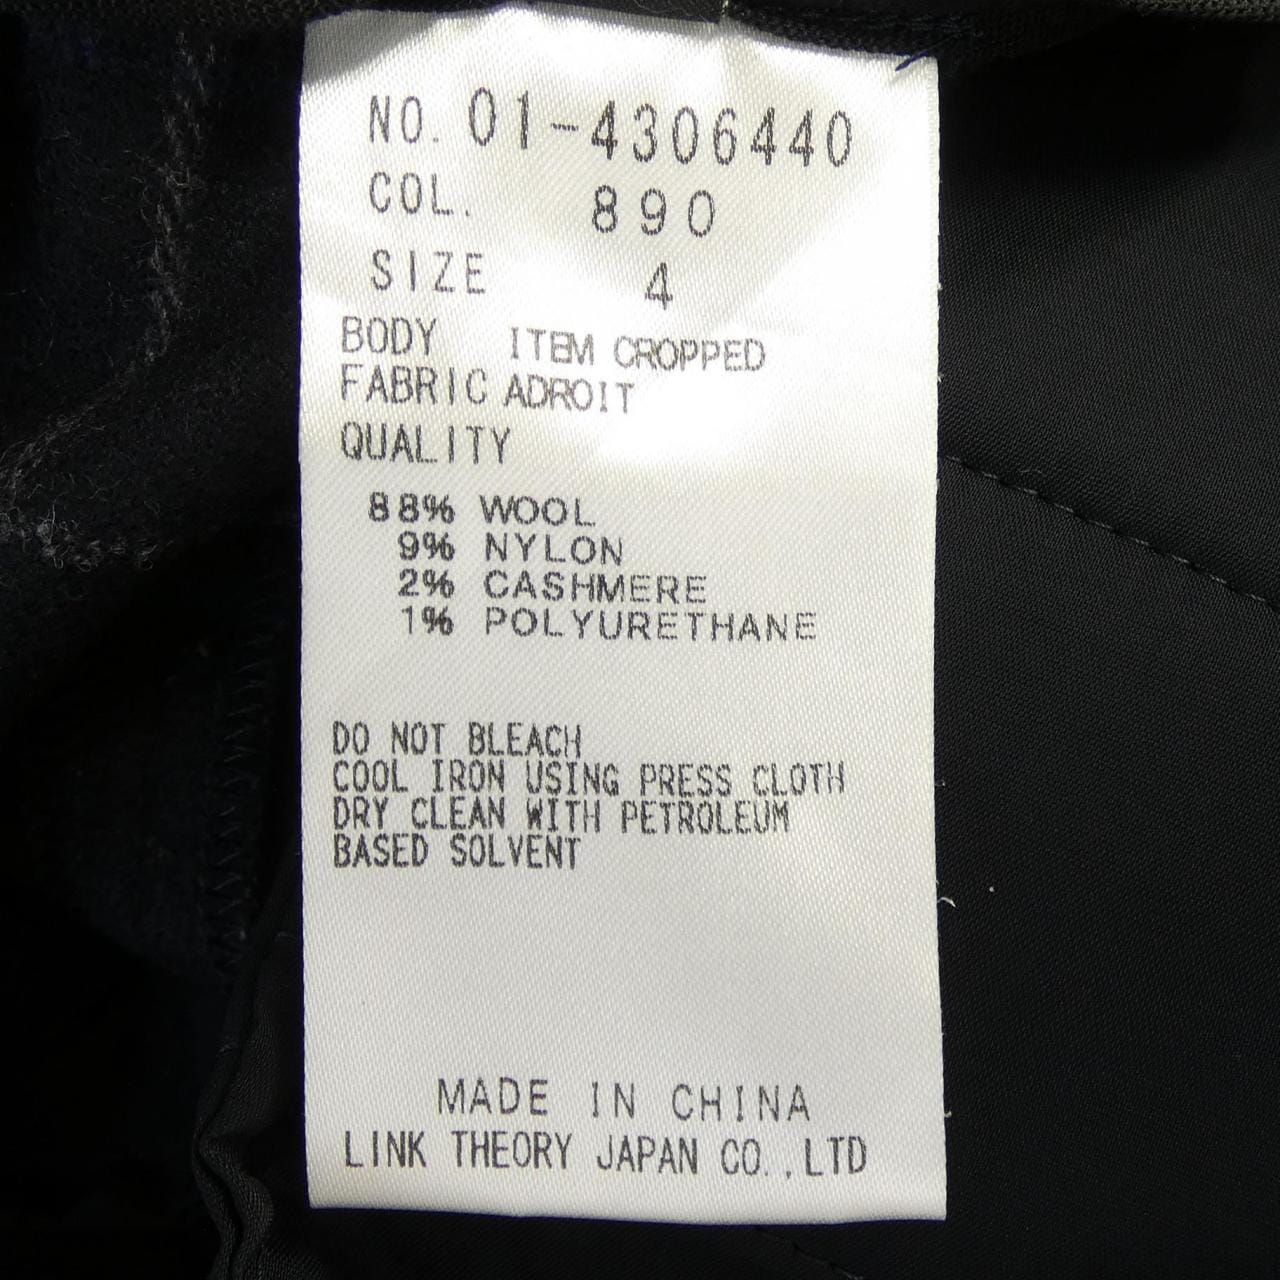 NO. 01-4306440
COL. 890
SIZE 4
BODY ITEM CROPPED
FABRIC ADROIT
QUALITY
88% WOOL
9% NYLON
2% CASHMERE
1% POLYURETHANE
DO NOT BLEACH
COOL IRON USING PRESS CLOTH
DRY CLEAN WITH PETROLEUM
BASED SOLVENT
MADE IN CHINA
LINK THEORY JAPAN CO.,LTD